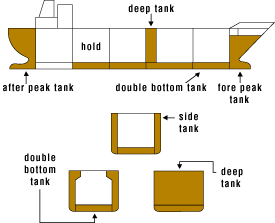 deep tank
hold
after peak tank
double bottom tank
fore peak
tank
side
tank
double
bottom
tank
deep
tank